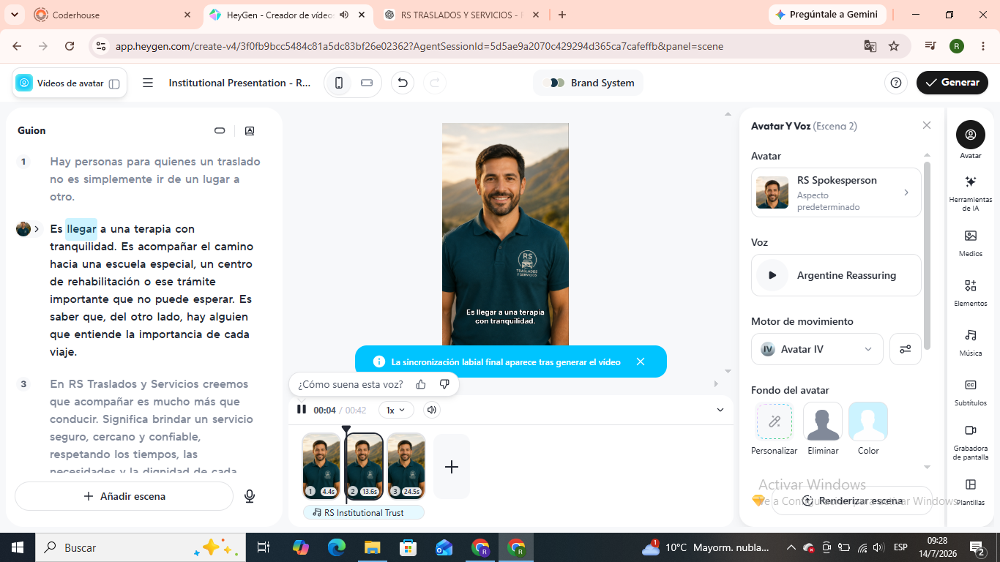 Coderhouse
HeyGen - Creador de vídeos
RS TRASLADOS Y SERVICIOS - F
Pregúntale a Gemini
app.heygen.com/create-v4/3f0fb9bcc5484c81a5dc83bf26e02362?AgentSessionId=5d5ae9a2070c429294d365ca7cafeffb&panel=scene
R
Vídeos de avatar
Institutional Presentation - R...
Brand System
Generar
Guion
1
Hay personas para quienes un traslado
no es simplemente ir de un lugar a
otro.
Es llegar a una terapia con
tranquilidad. Es acompañar el camino
hacia una escuela especial, un centro
de rehabilitación o ese trámite
importante que no puede esperar. Es
saber que, del otro lado, hay alguien
que entiende la importancia de cada
viaje.
3
En RS Traslados y Servicios creemos
que acompañar es mucho más que
conducir. Significa brindar un servicio
seguro, cercano y confiable,
respetando los tiempos, las
necesidades y la dignidad de cada
Añadir escena
RS
TRASLADOS
Y SERVICIOS
Es llegar a una terapia
con tranquilidad.
La sincronización labial final aparece tras generar el vídeo
¿Cómo suena esta voz?
00:04 / 00:42
1x
1
4.4s
2
13.6s
3
24.5s
RS Institutional Trust
Avatar Y Voz (Escena 2)
Avatar
RS Spokesperson
Aspecto
predeterminado
Voz
Argentine Reassuring
Motor de movimiento
IV
Avatar IV
Fondo del avatar
Personalizar
Eliminar
Color
Renderizar escena
Activar Windows
Ve a Configuración para activar Windows.
Avatar
Herramientas
de IA
Medios
Elementos
Música
Subtítulos
Grabadora
de pantalla
Plantillas
Buscar
1
10°C Mayorm. nubla...
ESP
09:28
14/7/2026
2